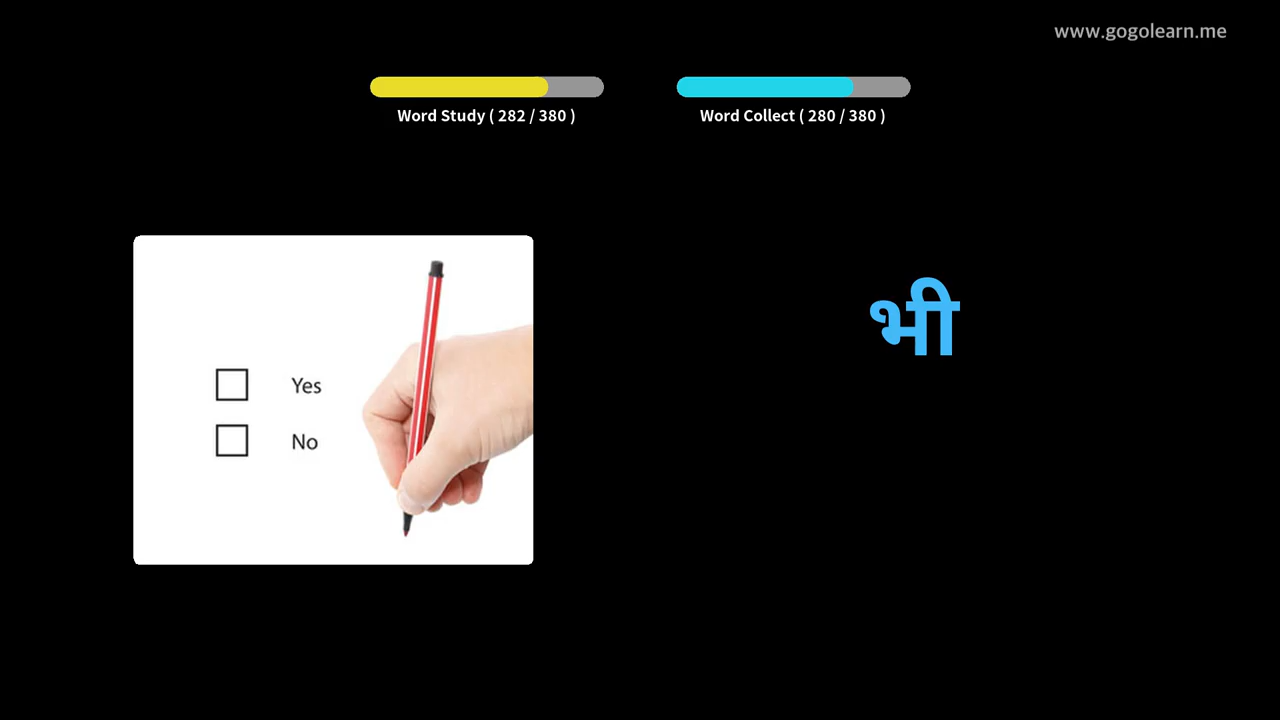 www.gogolearn.me
Word Study ( 282 / 380 )
Word Collect ( 280 / 380 )
भी
Yes
No